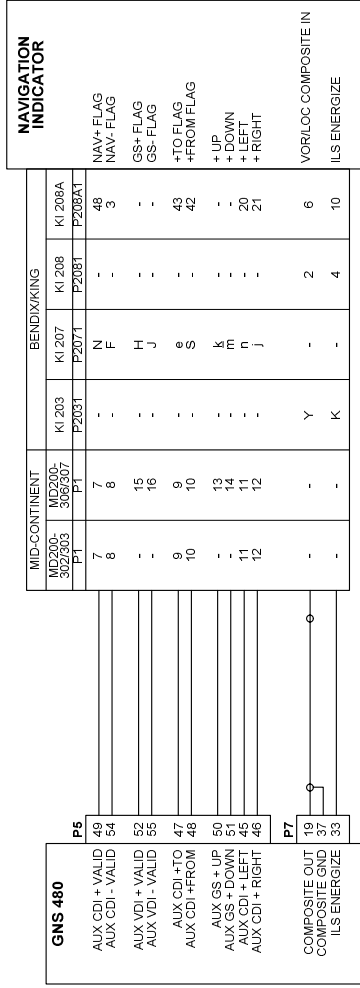 GNS 480 MID-CONTINENT BENDIX/KING NAVIGATION INDICATOR
MD200-302/303 MD200-306/307 KI 203 KI 207 KI 208 KI 208A
P5 P1 P1 P2031 P2071 P2081 P208A1
AUX CDI + VALID 49 7 7 - N - 48 NAV+ FLAG
AUX CDI - VALID 54 8 8 - F - 3 NAV- FLAG
AUX VDI + VALID 52 - 15 - H - - GS+ FLAG
AUX VDI - VALID 55 - 16 - J - - GS- FLAG
AUX CDI +TO 47 9 9 - e - 43 +TO FLAG
AUX CDI +FROM 48 10 10 - S - 42 +FROM FLAG
AUX GS + UP 50 - 13 - k - - + UP
AUX GS + DOWN 51 - 14 - m - - + DOWN
AUX CDI + LEFT 45 11 11 - n - 20 + LEFT
AUX CDI + RIGHT 46 12 12 - j - 21 + RIGHT
P7
COMPOSITE OUT 19 - - Y - 2 6 VOR/LOC COMPOSITE IN
COMPOSITE GND 37
ILS ENERGIZE 33 - - K - 4 10 ILS ENERGIZE